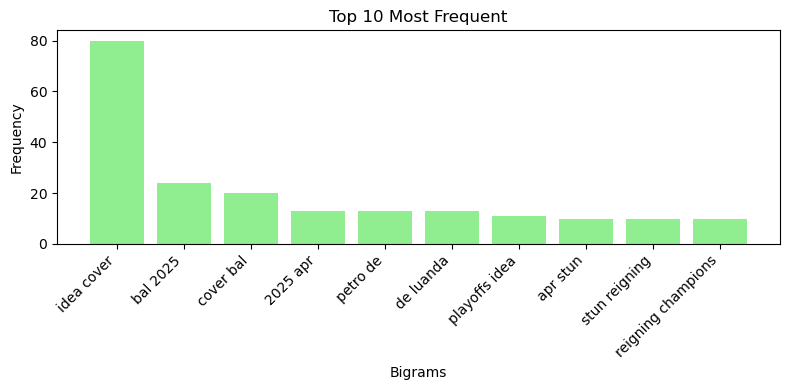 Top 10 Most Frequent
Frequency
80
60
40
20
0
idea cover
bal 2025
cover bal
2025 apr
petro de
de luanda
playoffs idea
apr stun
stun reigning
reigning champions
Bigrams